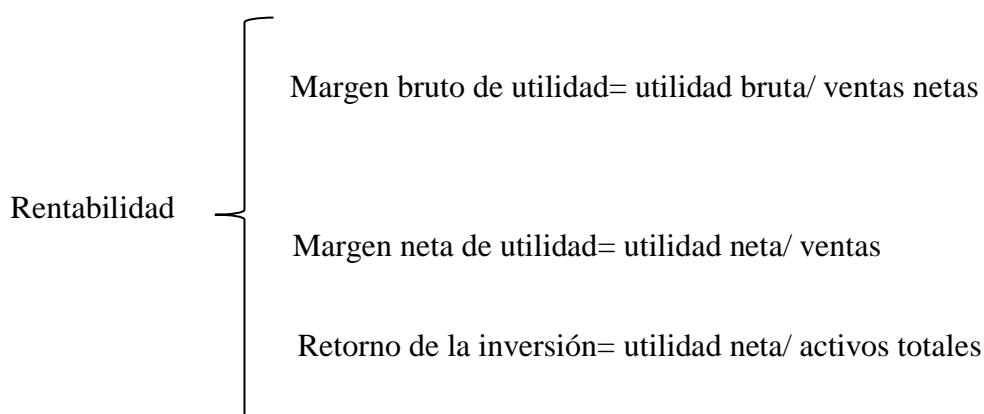 Margen bruto de utilidad= utilidad bruta/ ventas netas
Rentabilidad
Margen neta de utilidad= utilidad neta/ ventas
Retorno de la inversión= utilidad neta/ activos totales